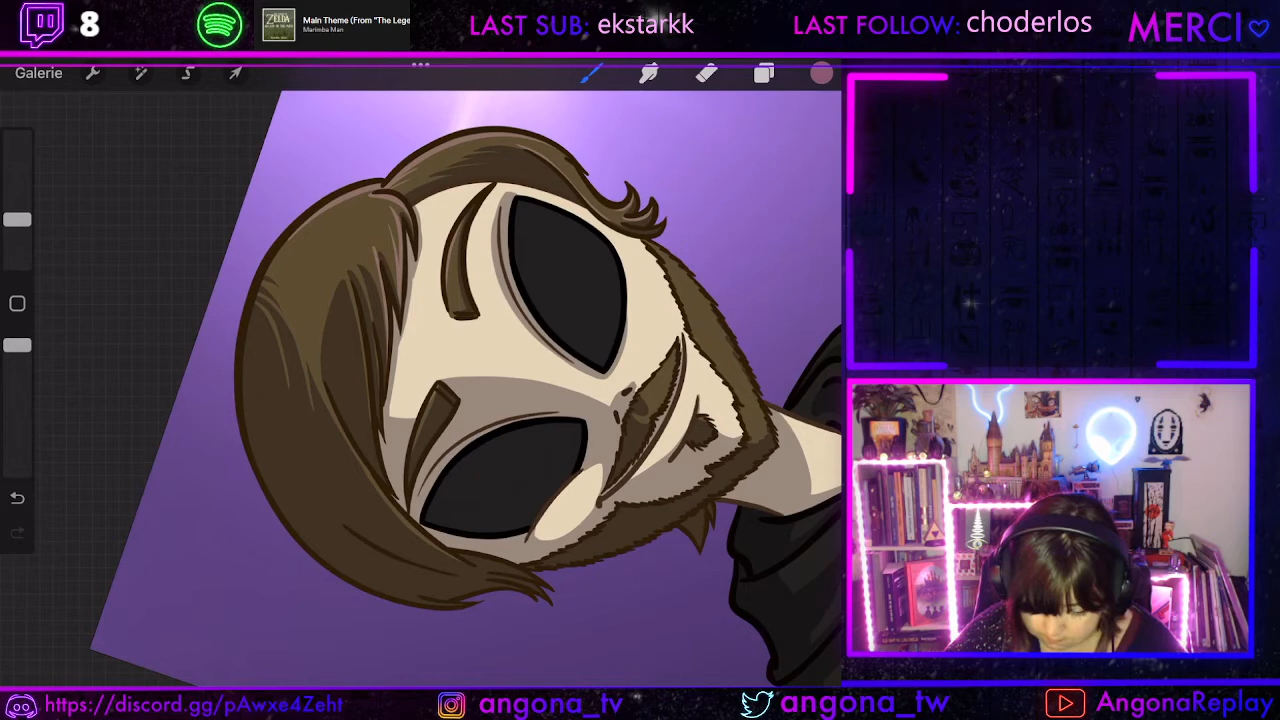 8
Main Theme (From "The Lege
Marimba Man
LAST SUB: ekstarkk
LAST FOLLOW: choderlos
MERCI
Galerie
https://discord.gg/pAwxe4Zeht
angona_tv
angona_tw
AngonaReplay